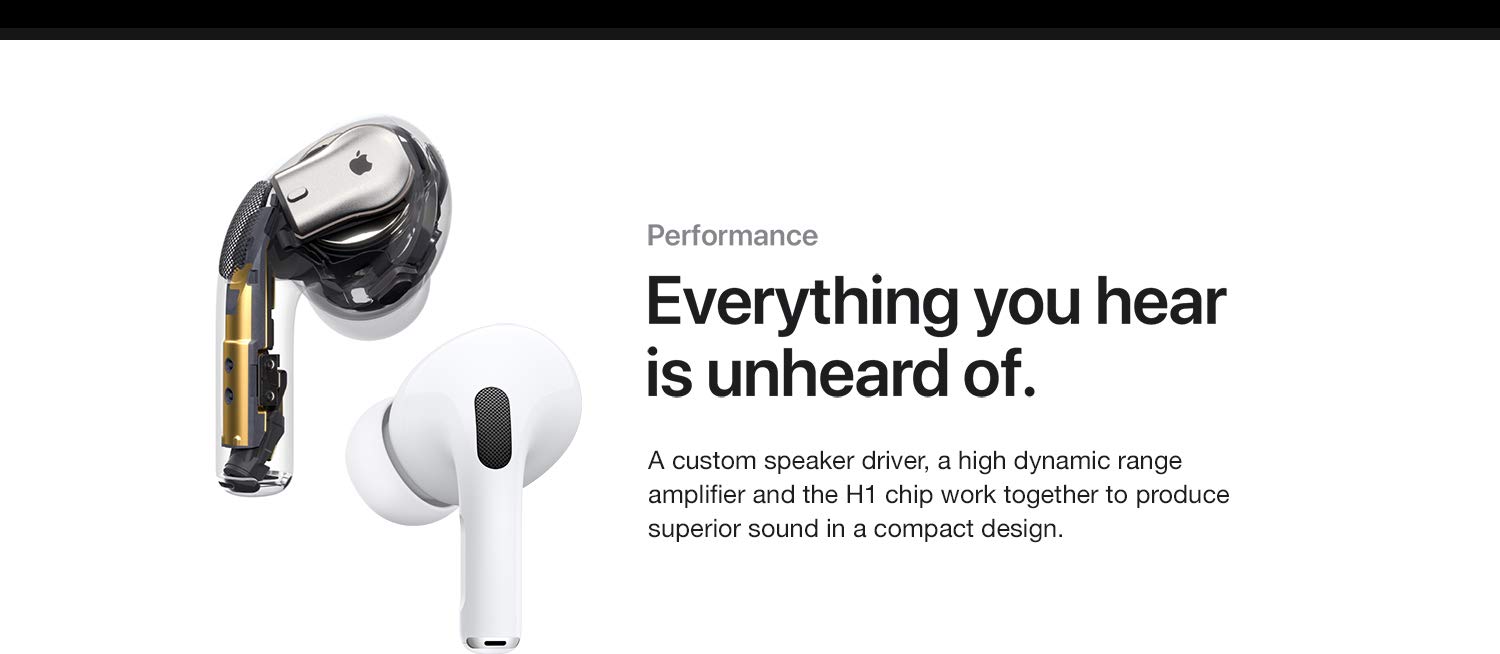 Performance
Everything you hear
is unheard of.
A custom speaker driver, a high dynamic range
amplifier and the H1 chip work together to produce
superior sound in a compact design.